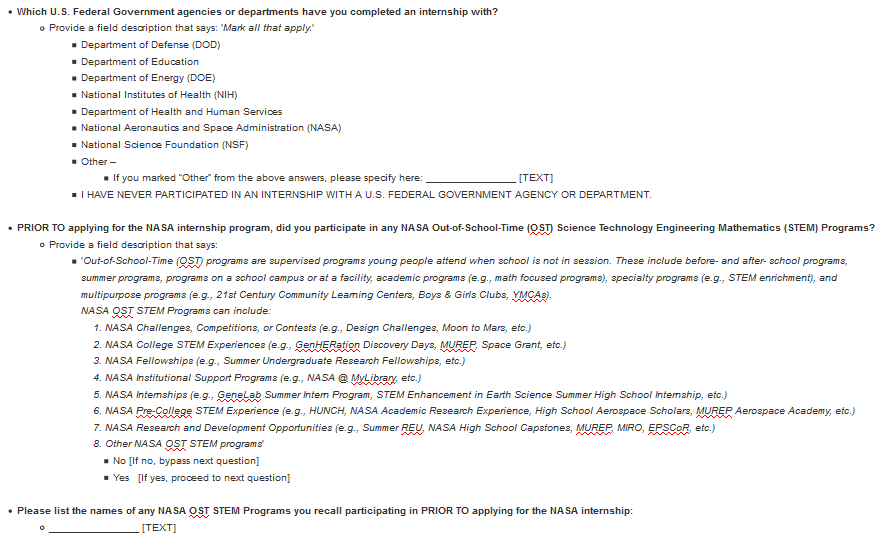 • Which U.S. Federal Government agencies or departments have you completed an internship with?
o Provide a field description that says: 'Mark all that apply.'
▪ Department of Defense (DOD)
▪ Department of Education
▪ Department of Energy (DOE)
▪ National Institutes of Health (NIH)
▪ Department of Health and Human Services
▪ National Aeronautics and Space Administration (NASA)
▪ National Science Foundation (NSF)
▪ Other –
▪ If you marked "Other" from the above answers, please specify here: ________________ [TEXT]
▪ I HAVE NEVER PARTICIPATED IN AN INTERNSHIP WITH A U.S. FEDERAL GOVERNMENT AGENCY OR DEPARTMENT.
• PRIOR TO applying for the NASA internship program, did you participate in any NASA Out-of-School-Time (OST) Science Technology Engineering Mathematics (STEM) Programs?
o Provide a field description that says:
▪ 'Out-of-School-Time (OST) programs are supervised programs young people attend when school is not in session. These include before- and after- school programs,
summer programs, programs on a school campus or at a facility, academic programs (e.g., math focused programs), specialty programs (e.g., STEM enrichment), and
multipurpose programs (e.g., 21st Century Community Learning Centers, Boys & Girls Clubs, YMCAs).
NASA OST STEM Programs can include:
1. NASA Challenges, Competitions, or Contests (e.g., Design Challenges, Moon to Mars, etc.)
2. NASA College STEM Experiences (e.g., GenHERation Discovery Days, MUREP, Space Grant, etc.)
3. NASA Fellowships (e.g., Summer Undergraduate Research Fellowships, etc.)
4. NASA Institutional Support Programs (e.g., NASA @ MyLibrary, etc.)
5. NASA Internships (e.g., GeneLab Summer Intern Program, STEM Enhancement in Earth Science Summer High School Internship, etc.)
6. NASA Pre-College STEM Experience (e.g., HUNCH, NASA Academic Research Experience, High School Aerospace Scholars, MUREP Aerospace Academy, etc.)
7. NASA Research and Development Opportunities (e.g., Summer REU, NASA High School Capstones, MUREP, MIRO, EPSCoR, etc.)
8. Other NASA OST STEM programs'
▪ No [If no, bypass next question]
▪ Yes [If yes, proceed to next question]
• Please list the names of any NASA OST STEM Programs you recall participating in PRIOR TO applying for the NASA internship:
o ________________ [TEXT]